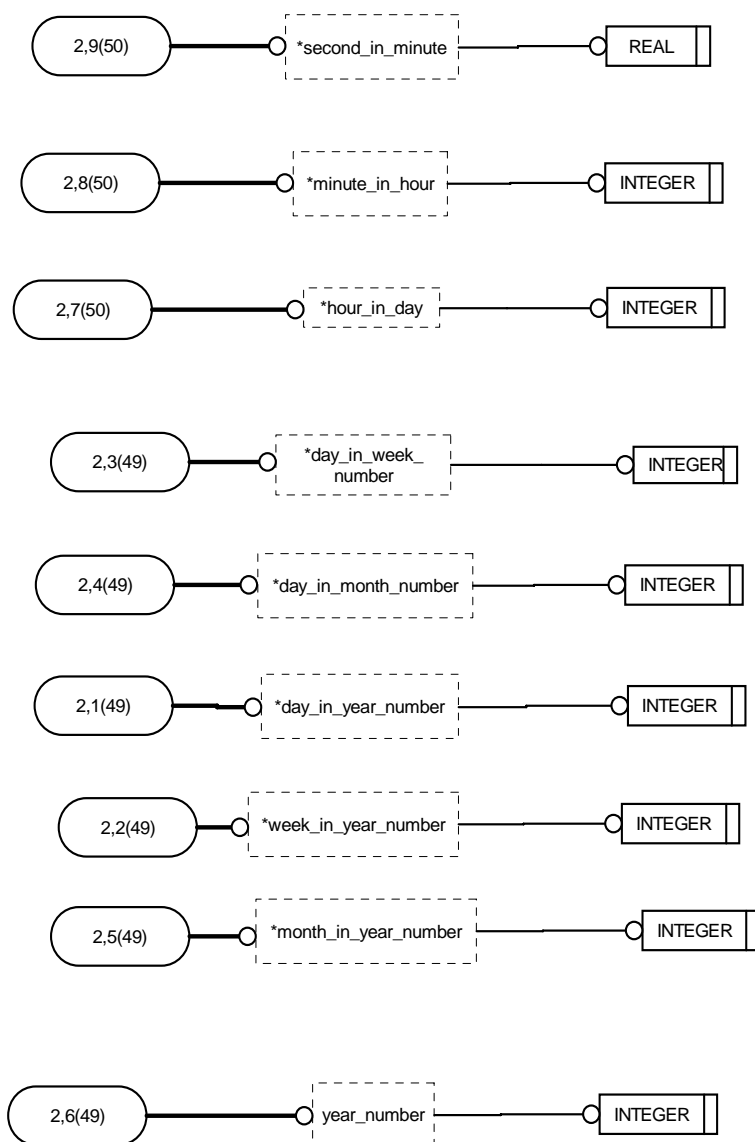 2,9(50) *second_in_minute REAL
2,8(50) *minute_in_hour INTEGER
2,7(50) *hour_in_day INTEGER
2,3(49) *day_in_week_ INTEGER
number
2,4(49) *day_in_month_number INTEGER
2,1(49) *day_in_year_number INTEGER
2,2(49) *week_in_year_number INTEGER
2,5(49) *month_in_year_number INTEGER
2,6(49) year_number INTEGER